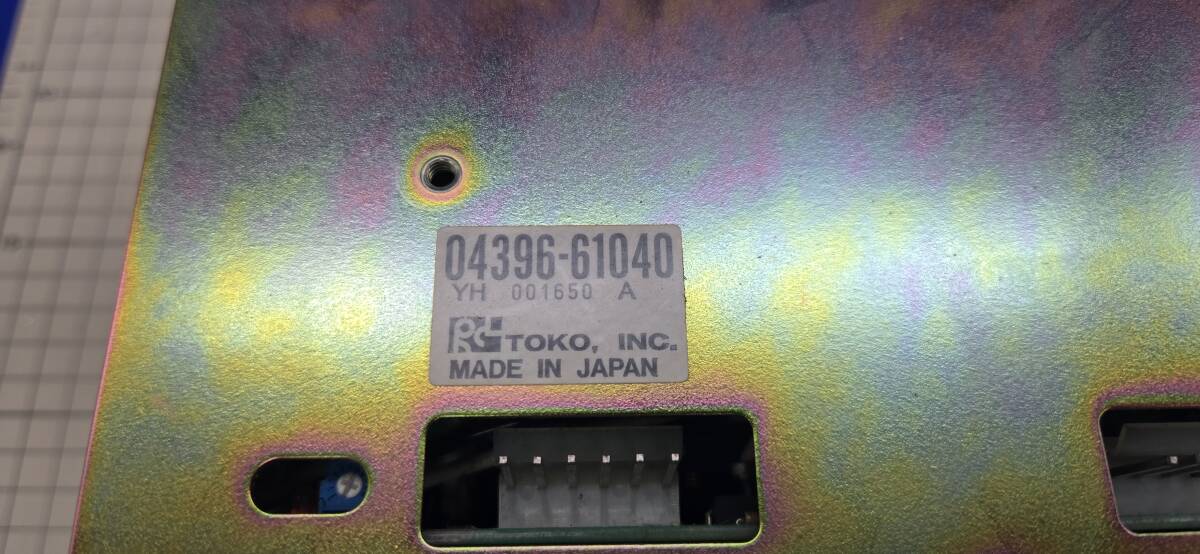 04396-61040
YH 001650 A
TOKO, INC.
MADE IN JAPAN